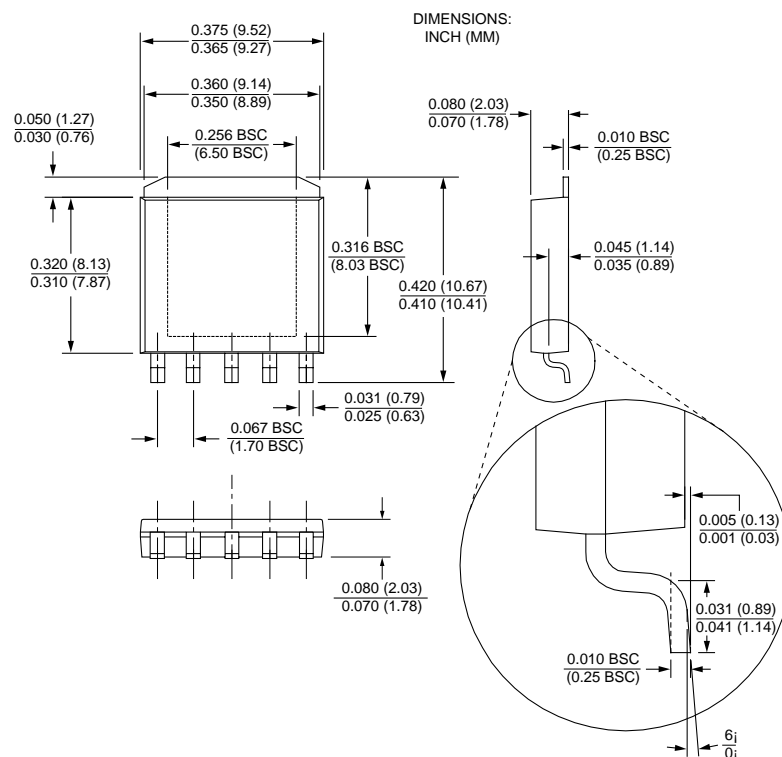 DIMENSIONS:
INCH (MM)
0.375 (9.52)
0.365 (9.27)
0.360 (9.14)
0.350 (8.89)
0.050 (1.27)
0.030 (0.76)
0.256 BSC
(6.50 BSC)
0.080 (2.03)
0.070 (1.78)
0.010 BSC
(0.25 BSC)
0.320 (8.13)
0.310 (7.87)
0.316 BSC
(8.03 BSC)
0.420 (10.67)
0.410 (10.41)
0.045 (1.14)
0.035 (0.89)
0.031 (0.79)
0.025 (0.63)
0.067 BSC
(1.70 BSC)
0.005 (0.13)
0.001 (0.03)
0.080 (2.03)
0.070 (1.78)
0.031 (0.89)
0.041 (1.14)
0.010 BSC
(0.25 BSC)
6¡
0¡